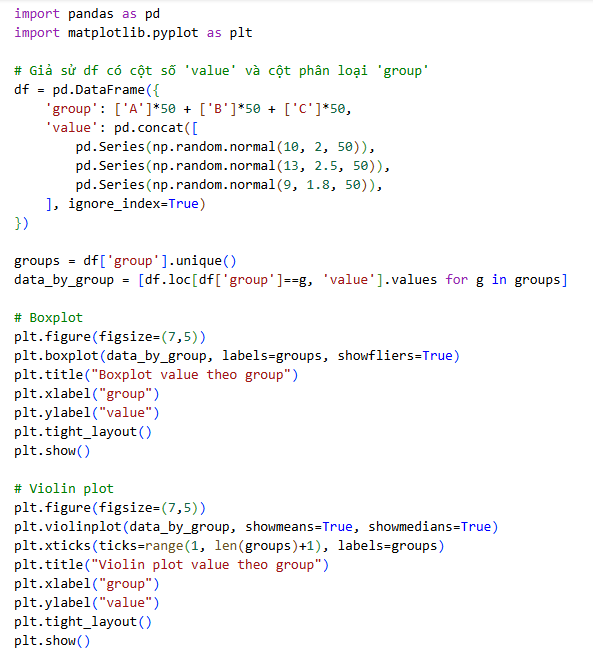 import pandas as pd
import matplotlib.pyplot as plt

# Giả sử df có cột số 'value' và cột phân loại 'group'
df = pd.DataFrame({
    'group': ['A']*50 + ['B']*50 + ['C']*50,
    'value': pd.concat([
        pd.Series(np.random.normal(10, 2, 50)),
        pd.Series(np.random.normal(13, 2.5, 50)),
        pd.Series(np.random.normal(9, 1.8, 50)),
    ], ignore_index=True)
})

groups = df['group'].unique()
data_by_group = [df.loc[df['group']==g, 'value'].values for g in groups]

# Boxplot
plt.figure(figsize=(7,5))
plt.boxplot(data_by_group, labels=groups, showfliers=True)
plt.title("Boxplot value theo group")
plt.xlabel("group")
plt.ylabel("value")
plt.tight_layout()
plt.show()

# Violin plot
plt.figure(figsize=(7,5))
plt.violinplot(data_by_group, showmeans=True, showmedians=True)
plt.xticks(ticks=range(1, len(groups)+1), labels=groups)
plt.title("Violin plot value theo group")
plt.xlabel("group")
plt.ylabel("value")
plt.tight_layout()
plt.show()